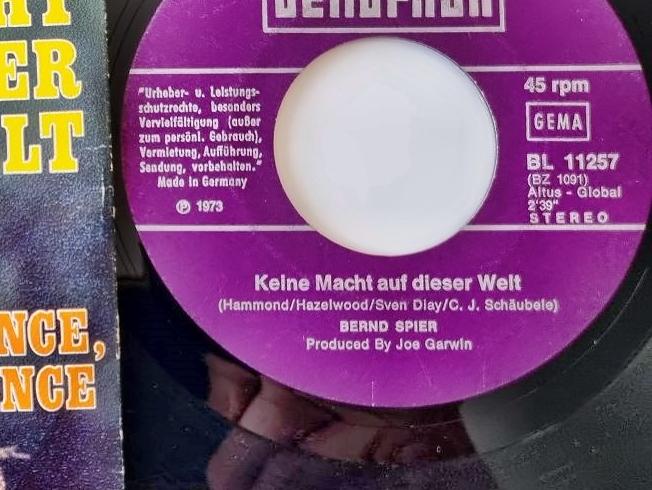 ER
LT
NCE,
NCE
"Urheber- u. Leistungs-
schutzrechte, besonders
Vervielfältigung (außer
zum persönl. Gebrauch),
Vermietung, Aufführung,
Sendung, vorbehalten."
Made in Germany
Ⓟ 1973
45 rpm
GEMA
BL 11257
(BZ 1091)
Altus - Global
2'39"
STEREO
Keine Macht auf dieser Welt
(Hammond/Hazelwood/Sven Diay/C. J. Schäubele)
BERND SPIER
Produced By Joe Garwin